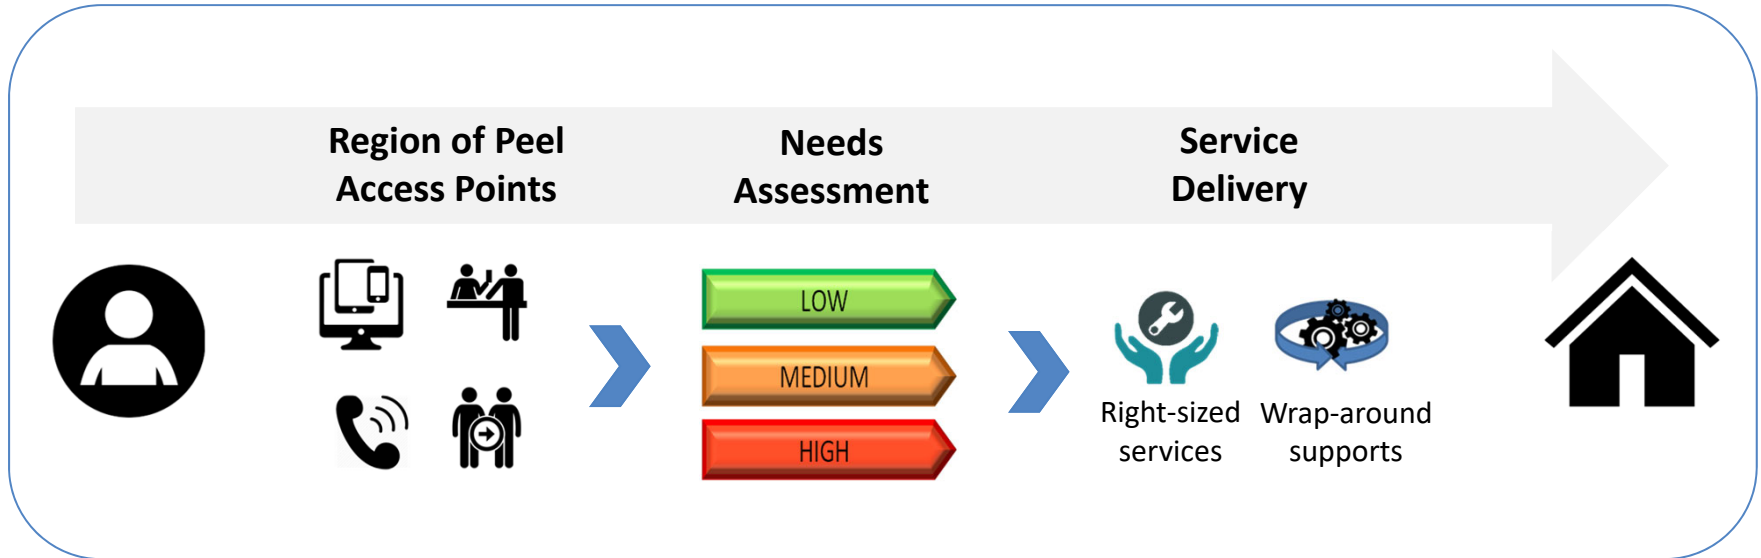 Region of Peel
Access Points
Needs
Assessment
Service
Delivery
LOW
MEDIUM
HIGH
Right-sized
services
Wrap-around
supports